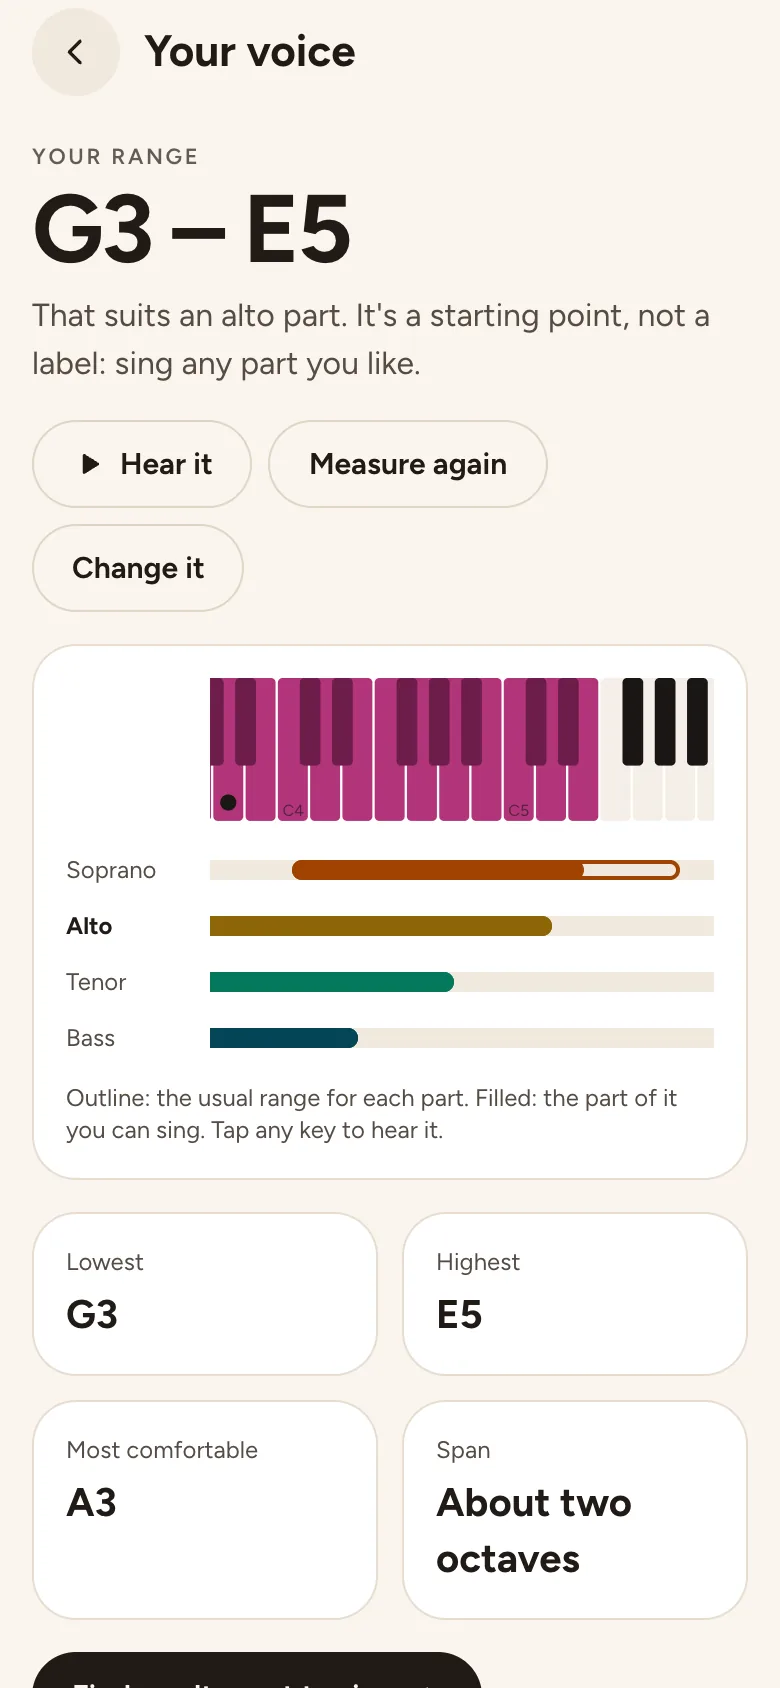 Your voice
YOUR RANGE
G3 – E5
That suits an alto part. It's a starting point, not a
label: sing any part you like.
Hear it
Measure again
Change it
C4
C5
Soprano
Alto
Tenor
Bass
Outline: the usual range for each part. Filled: the part of it
you can sing. Tap any key to hear it.
Lowest
G3
Highest
E5
Most comfortable
A3
Span
About two
octaves